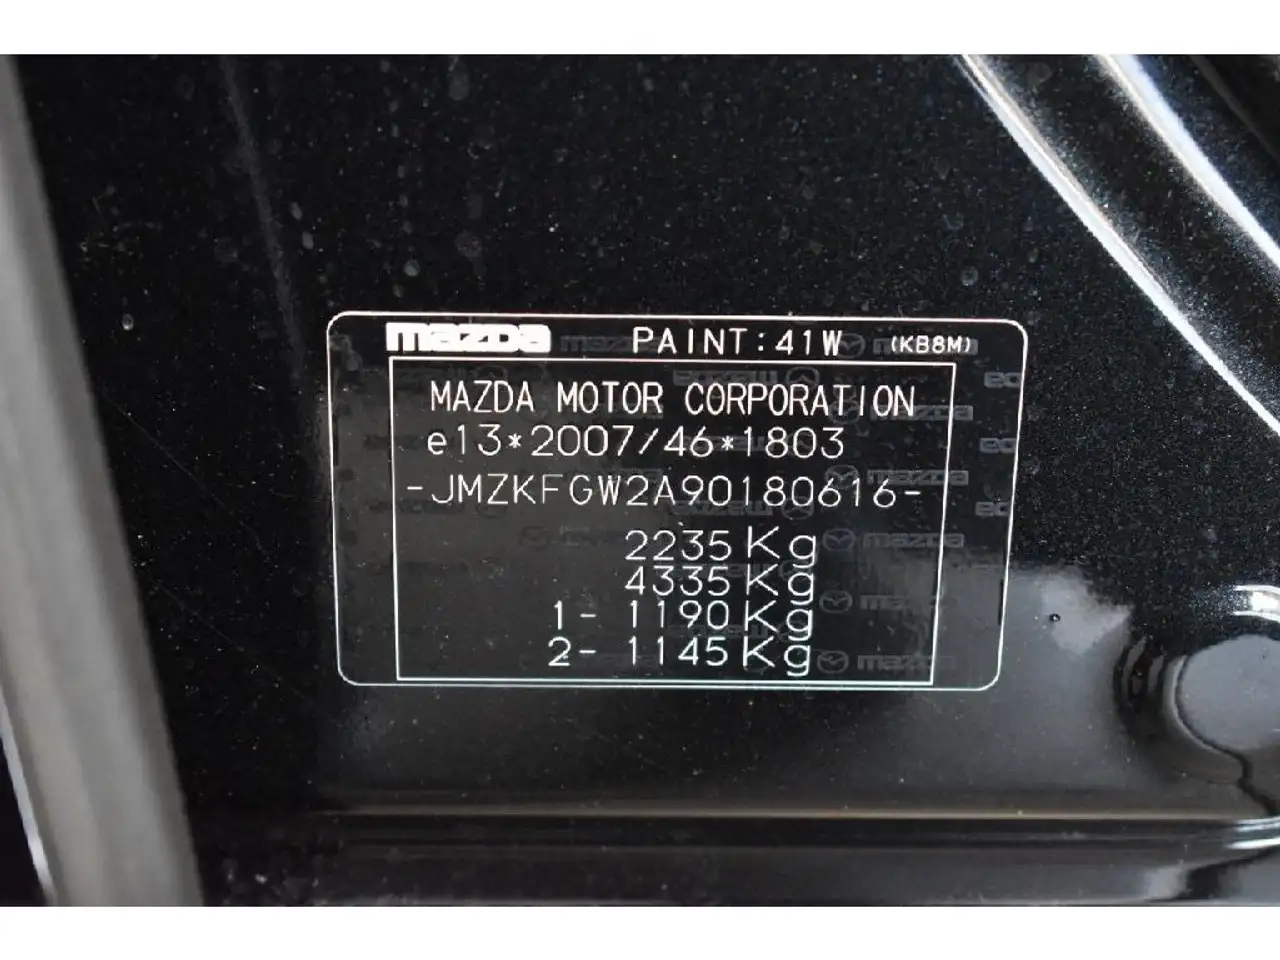 mazda PAINT:41W (KB8M)
MAZDA MOTOR CORPORATION
e13*2007/46*1803
-JMZKFGW2A90180616-
2235Kg
4335Kg
1- 1190Kg
2- 1145Kg